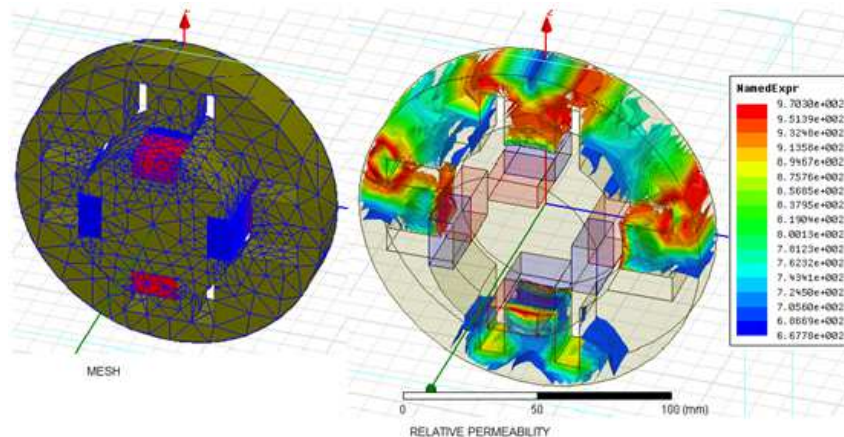 z
NamedExpr
9.7030e+002
9.5139e+002
9.3248e+002
9.1358e+002
8.9467e+002
8.7576e+002
8.5685e+002
8.3795e+002
8.1904e+002
8.0013e+002
7.8123e+002
7.6232e+002
7.4341e+002
7.2450e+002
7.0560e+002
6.8669e+002
6.6778e+002
MESH
0 50 100 (mm)
RELATIVE PERMEABILITY